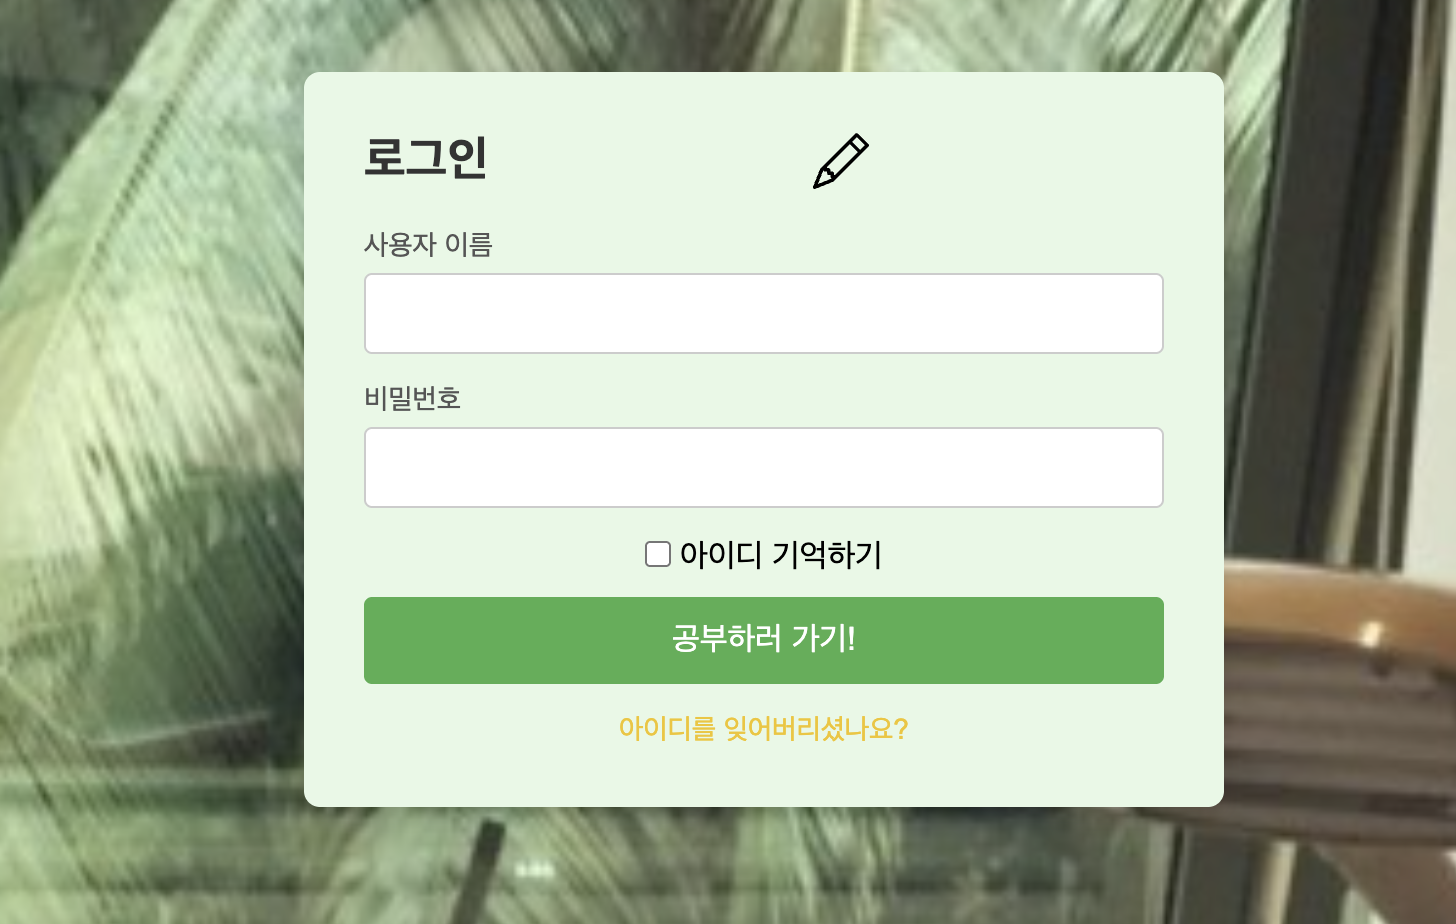 로그인
사용자 이름
비밀번호
아이디 기억하기
공부하러 가기!
아이디를 잊어버리셨나요?